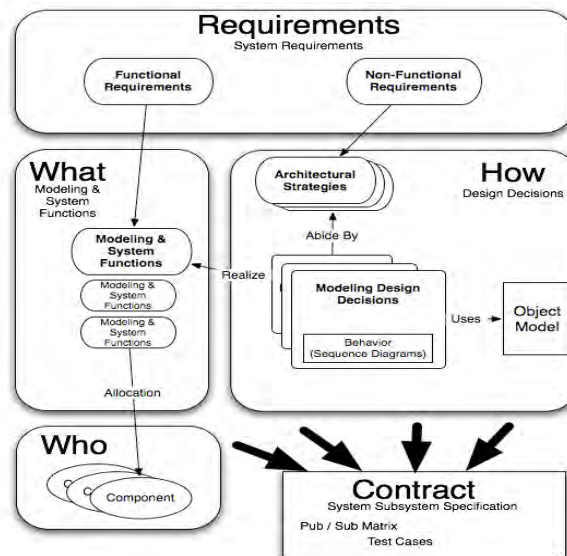 Requirements
System Requirements
Functional
Requirements
Non-Functional
Requirements
What
Modeling &
System
Functions
Modeling &
System
Functions
Modeling &
System
Functions
Modeling &
System
Functions
Allocation
How
Design Decisions
Architectural
Strategies
Abide By
Realize
Modeling Design
Decisions
Behavior
(Sequence Diagrams)
Uses
Object
Model
Who
C
C
Component
Contract
System Subsystem Specification
Pub / Sub Matrix
Test Cases